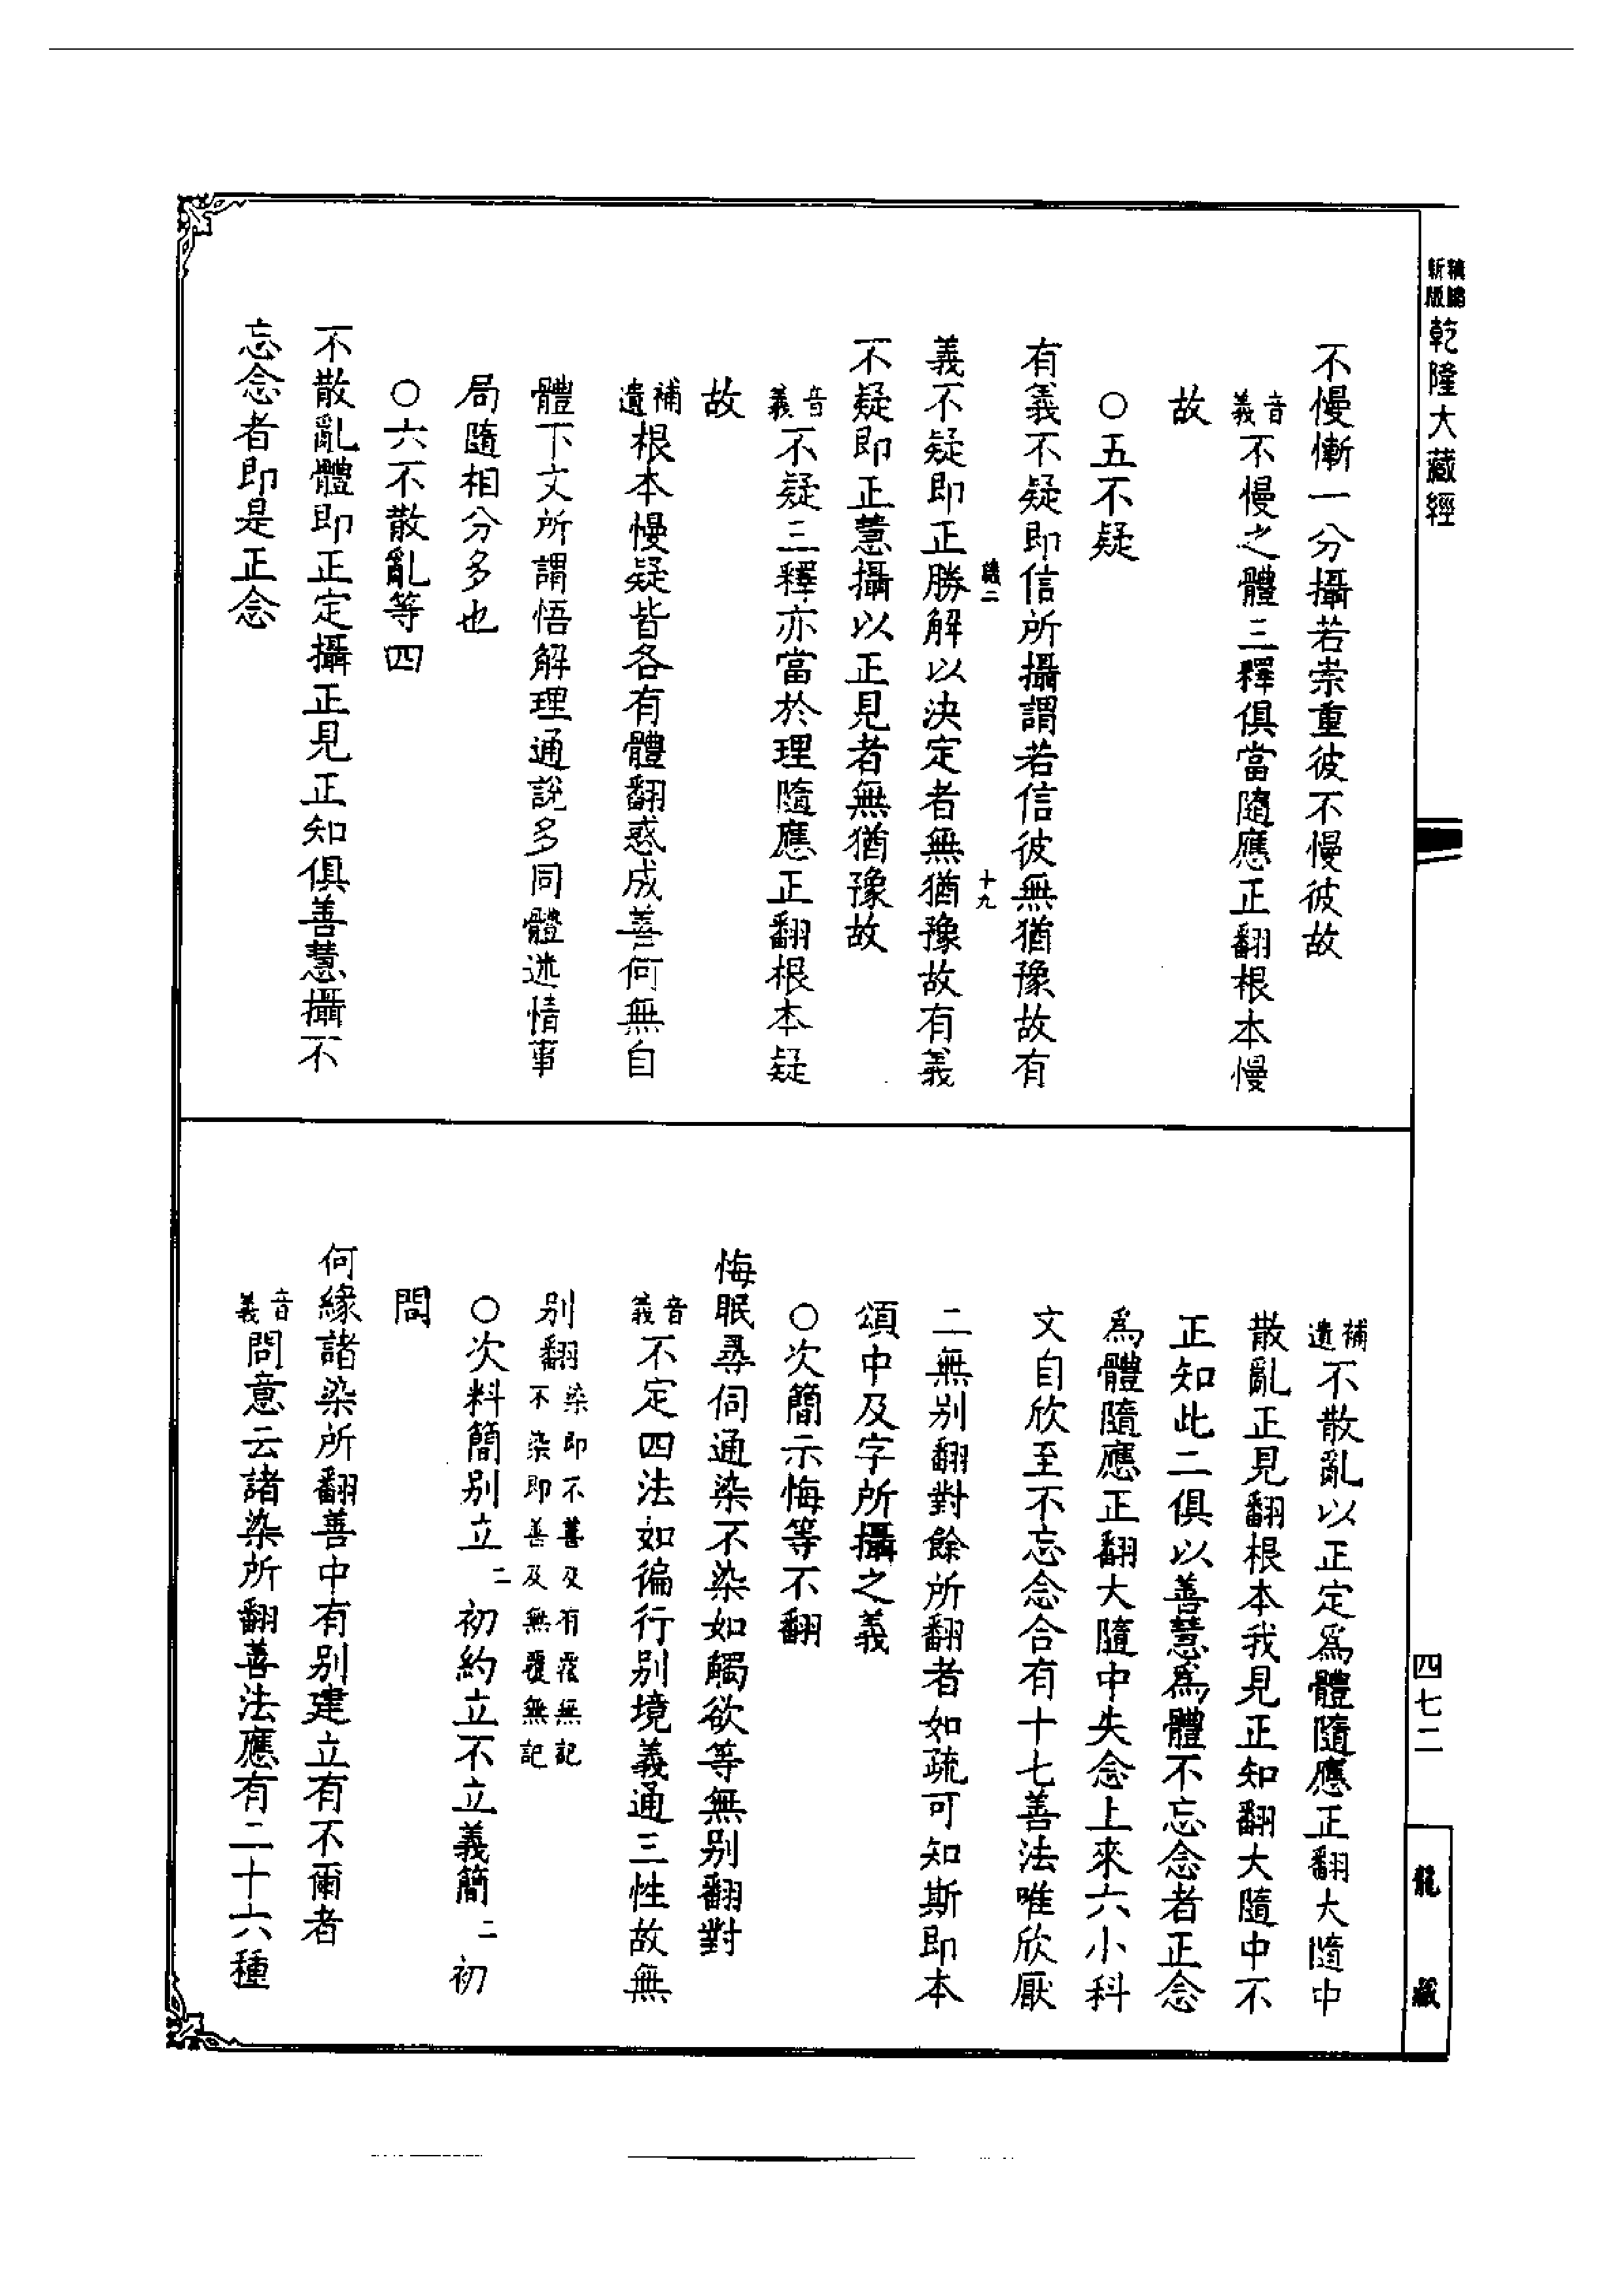 新版精縮
乾隆大藏經
不慢慚一分攝若崇重彼不慢彼故
音義不慢之體三釋俱當隨應正翻根本慢
故
○五不疑
有義不疑即信所攝謂若信彼無猶豫故有
十九
義不疑即正勝解以決定者無猶豫故有義
不疑即正慧攝以正見者無猶豫故
音義不疑三釋亦當於理隨應正翻根本疑
故
補遺根本慢疑皆各有體翻惑成善何無自
體下文所謂悟解理通說多同體迷情事
局隨相分多也
○六不散亂等四
不散亂體即正定攝正見正知俱善慧攝不
忘念者即是正念
補遺不散亂以正定為體隨應正翻大隨中
散亂正見翻根本我見正知翻大隨中不
正知此二俱以善慧為體不忘念者正念
為體隨應正翻大隨中失念上來六小科
文自欣至不忘念合有十七善法唯欣厭
二無別翻對餘所翻者如疏可知斯即本
頌中及字所攝之義
○次簡示悔等不翻
悔眠尋伺通染不染如觸欲等無別翻對
音義不定四法如徧行別境義通三性故無
別翻染即不善及有覆無記不染即善及無覆無記
○次料簡別立二 初約立不立義簡二 初
問
何緣諸染所翻善中有別建立有不爾者
音義問意云諸染所翻善法應有二十六種
四七二
龍藏